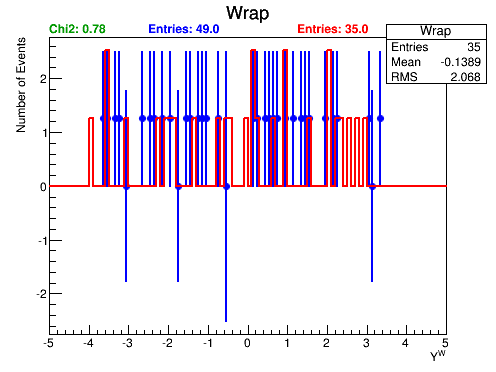 Wrap
Chi2: 0.78 Entries: 49.0 Entries: 35.0
Wrap
Entries 35
Mean -0.1389
RMS 2.068
Number of Events
2
1
0
-1
-2
-5 -4 -3 -2 -1 0 1 2 3 4 5
Y^W